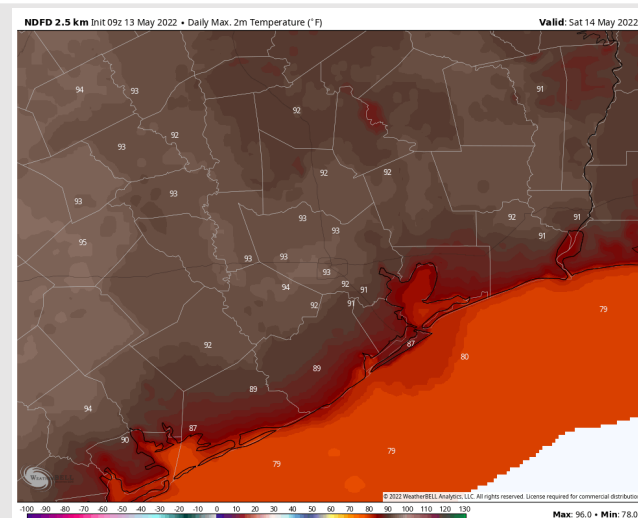 NDFD 2.5 km Init 09z 13 May 2022 • Daily Max. 2m Temperature (°F) Valid: Sat 14 May 2022
94 93 91
92
93 92
92 92
93 93
93 92 91
95 93 91
93 93
94 93 92 91
92 91
79
92 87
80
89
89
94
87
90
79
79
WEATHERBELL
© 2022 WeatherBELL Analytics, LLC. All rights reserved. License required for commercial distributio
-100 -90 -80 -70 -60 -50 -40 -30 -20 -10 0 10 20 30 40 50 60 70 80 90 100 110 120 130
Max: 96.0 • Min: 78.0